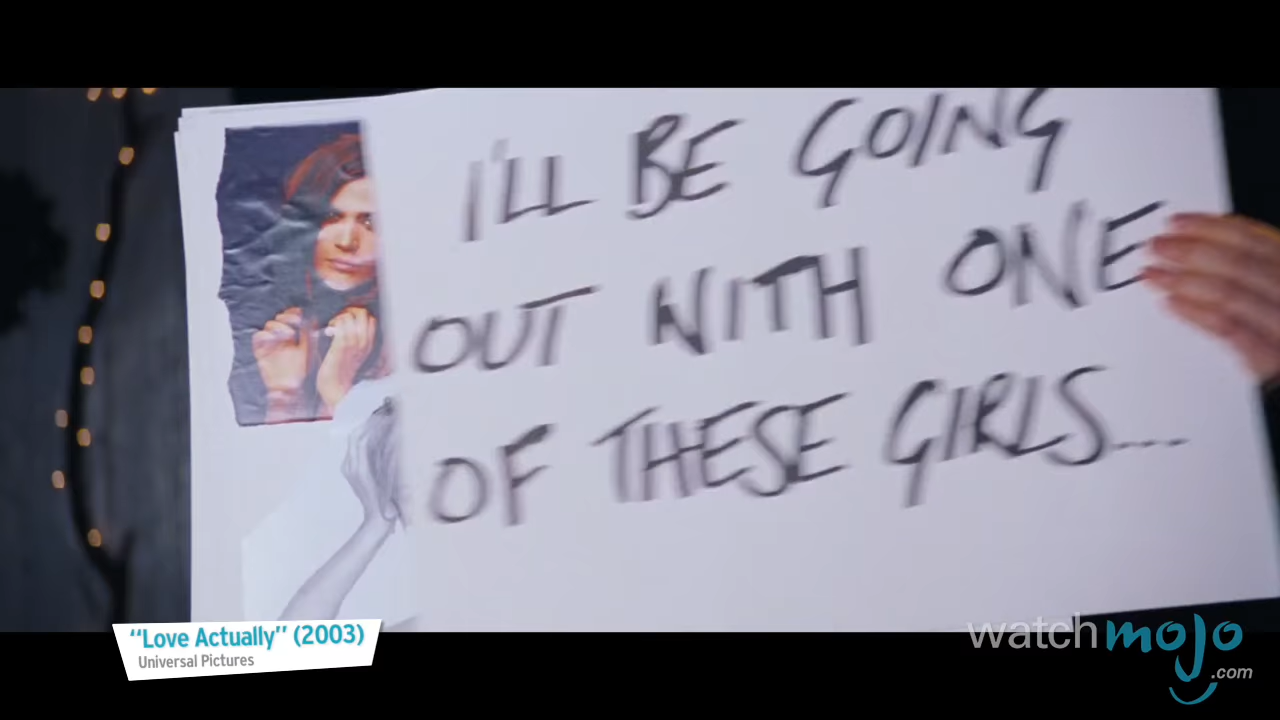 I'LL BE GOING
OUT WITH ONE
OF THESE GIRLS...
"Love Actually" (2003)
Universal Pictures
watchmojo
.com